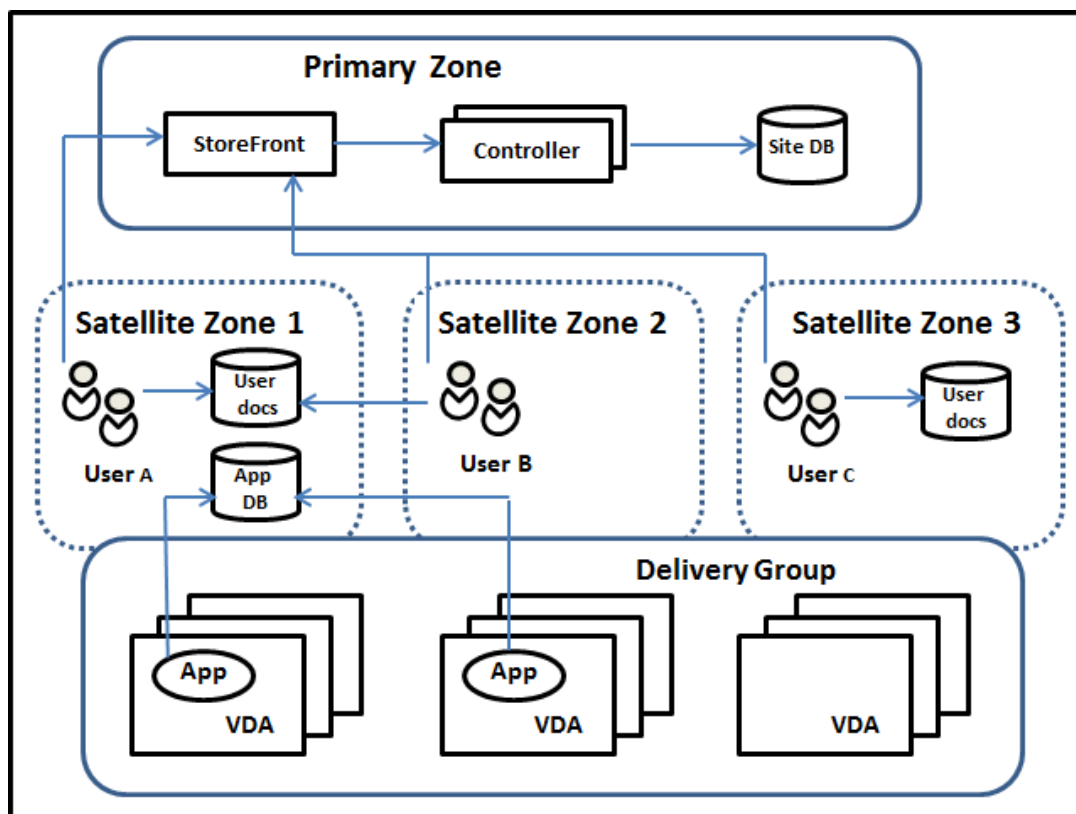 Primary Zone
StoreFront
Controller
Site DB
Satellite Zone 1
Satellite Zone 2
Satellite Zone 3
User
docs
User
docs
User A
User B
User C
App
DB
Delivery Group
App
VDA
App
VDA
VDA